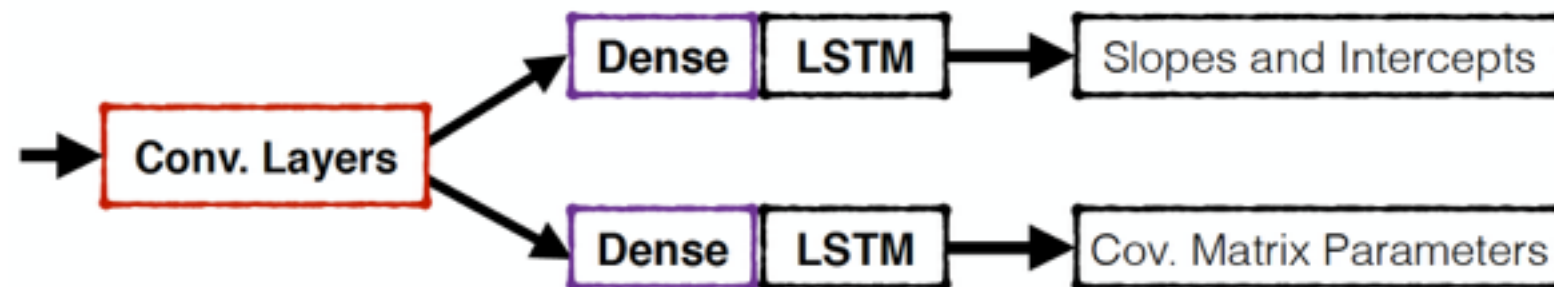 Dense LSTM Slopes and Intercepts
Conv. Layers
Dense LSTM Cov. Matrix Parameters